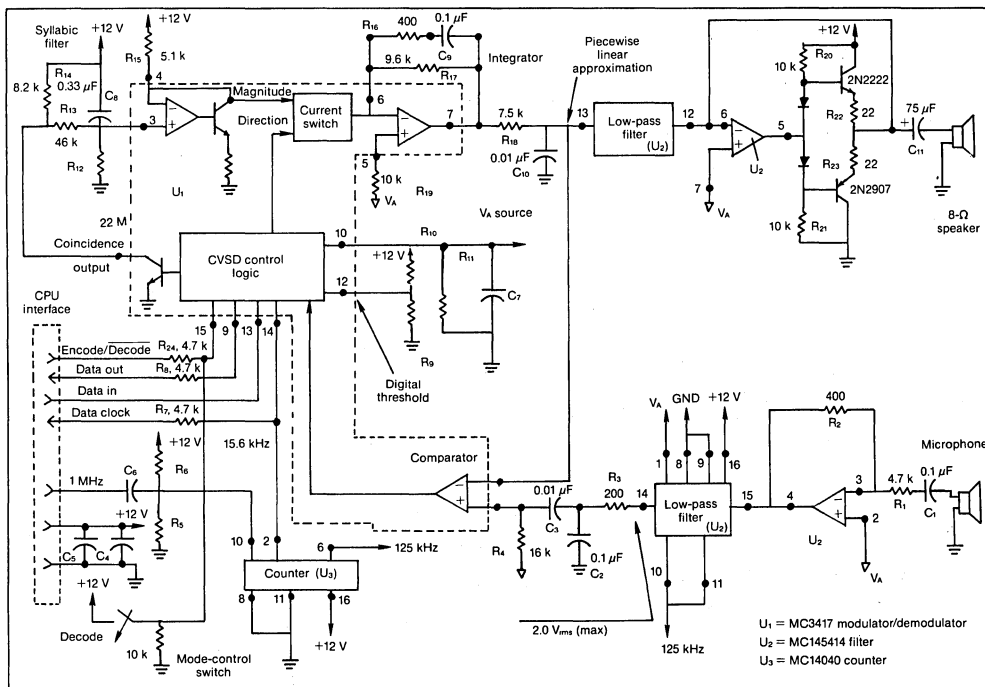 Syllabic
filter
+12 V
R14
0.33 µF
8.2 k
C8
R13
46 k
R12
+12 V
R15
5.1 k
4
3
Magnitude
Direction
Current
switch
U1
R16
400
0.1 µF
C9
9.6 k
R17
Integrator
6
7
5
10 k
R19
VA
7.5 k
R18
0.01 µF
C10
Piecewise
linear
approximation
13
Low-pass
filter
(U2)
12
6
5
U2
7
VA
+12 V
R20
10 k
2N2222
22
R22
R23
22
2N2907
10 k
R21
75 µF
+
C11
8-Ω
speaker
22 M
Coincidence
output
CVSD control
logic
10
12
R10
VA source
+12 V
R11
C7
R9
Digital
threshold
15
9
13
14
CPU
interface
Encode/Decode
R24, 4.7 k
Data out
R8, 4.7 k
Data in
Data clock
R7, 4.7 k
15.6 kHz
+12 V
1 MHz
C6
R6
R5
+12 V
C5
C4
+12 V
Decode
10 k
Mode-control
switch
10
2
6
125 kHz
Counter (U3)
8
11
16
+12 V
Comparator
0.01 µF
C3
R4
16 k
R3
200
0.1 µF
C2
14
2.0 Vrms (max)
VA
GND
+12 V
1
8
9
16
Low-pass
filter
(U2)
15
10
11
125 kHz
400
R2
4
3
2
U2
VA
4.7 k
R1
0.1 µF
C1
Microphone
U1 = MC3417 modulator/demodulator
U2 = MC145414 filter
U3 = MC14040 counter